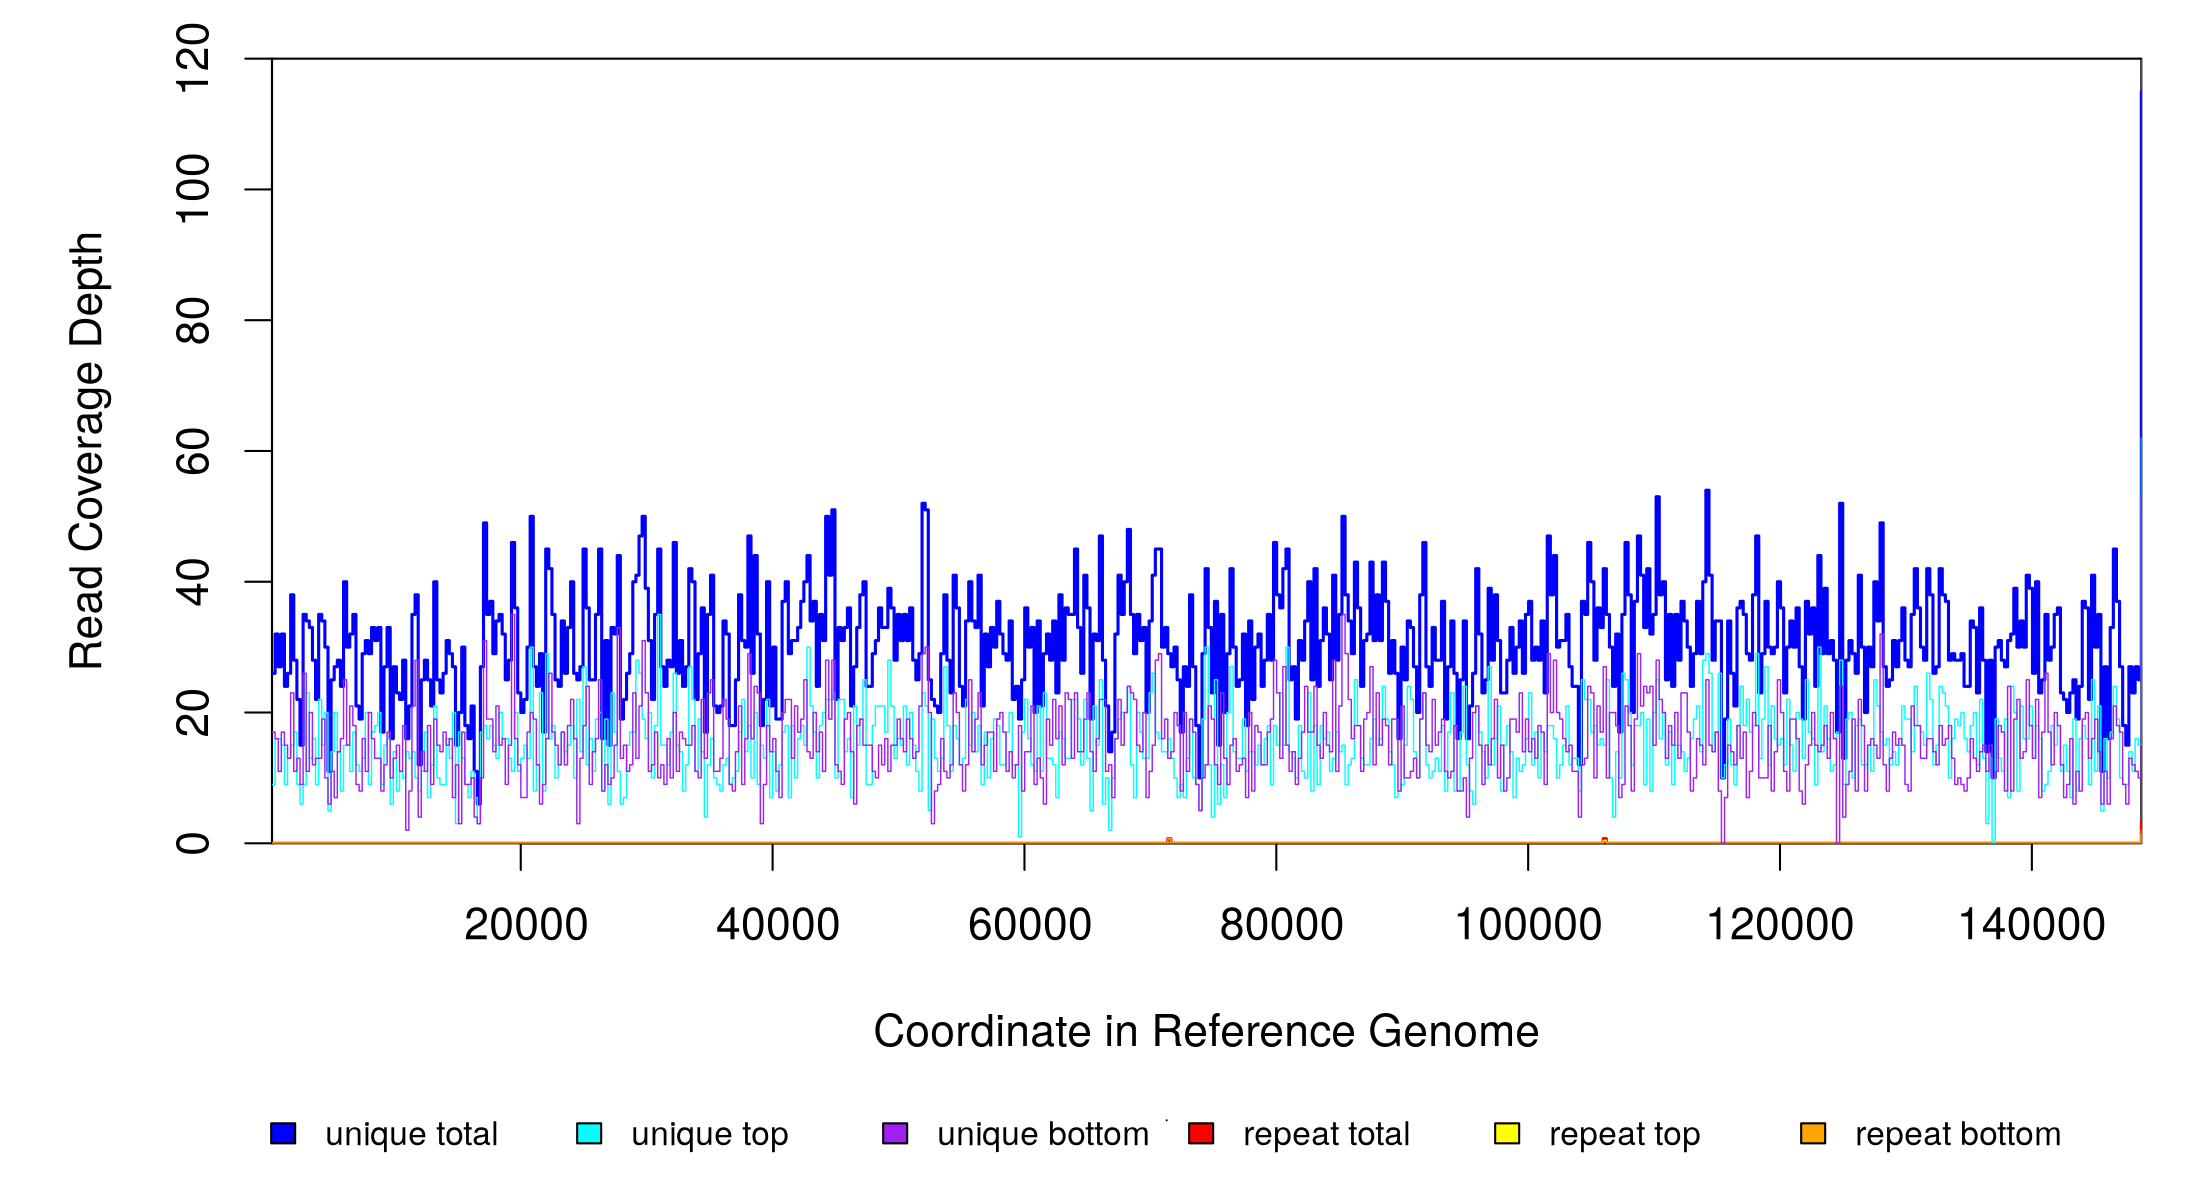 120
100
80
60
40
20
0
Read Coverage Depth
20000 40000 60000 80000 100000 120000 140000
Coordinate in Reference Genome
unique total unique top unique bottom repeat total repeat top repeat bottom